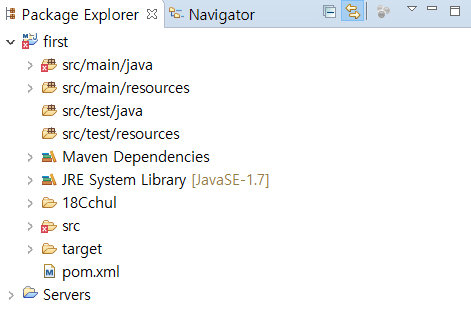 Package Explorer Navigator
first
src/main/java
src/main/resources
src/test/java
src/test/resources
Maven Dependencies
JRE System Library [JavaSE-1.7]
18Cchul
src
target
pom.xml
Servers